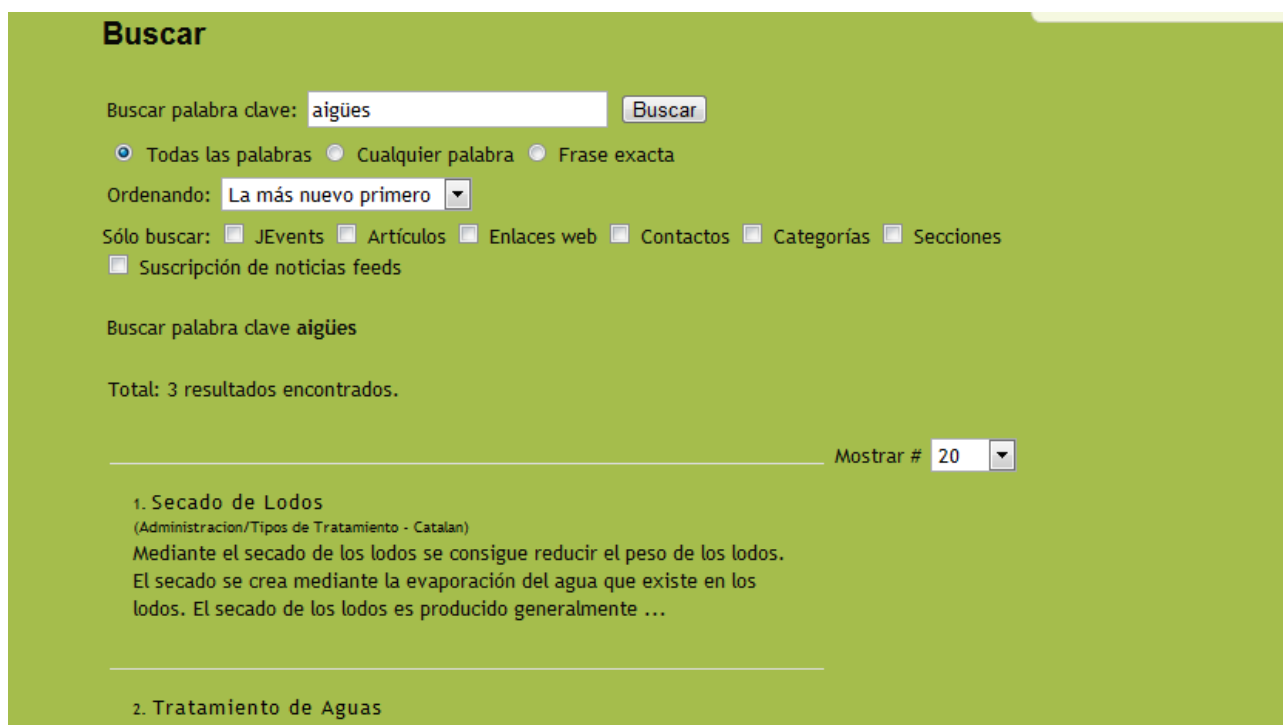 Buscar
Buscar palabra clave: aigües Buscar
Todas las palabras Cualquier palabra Frase exacta
Ordenando: La más nuevo primero
Sólo buscar: JEvents Artículos Enlaces web Contactos Categorías Secciones
Suscripción de noticias feeds
Buscar palabra clave aigües
Total: 3 resultados encontrados.
Mostrar # 20
1. Secado de Lodos
(Administracion/Tipos de Tratamiento - Catalan)
Mediante el secado de los lodos se consigue reducir el peso de los lodos.
El secado se crea mediante la evaporación del agua que existe en los
lodos. El secado de los lodos es producido generalmente ...
2. Tratamiento de Aguas